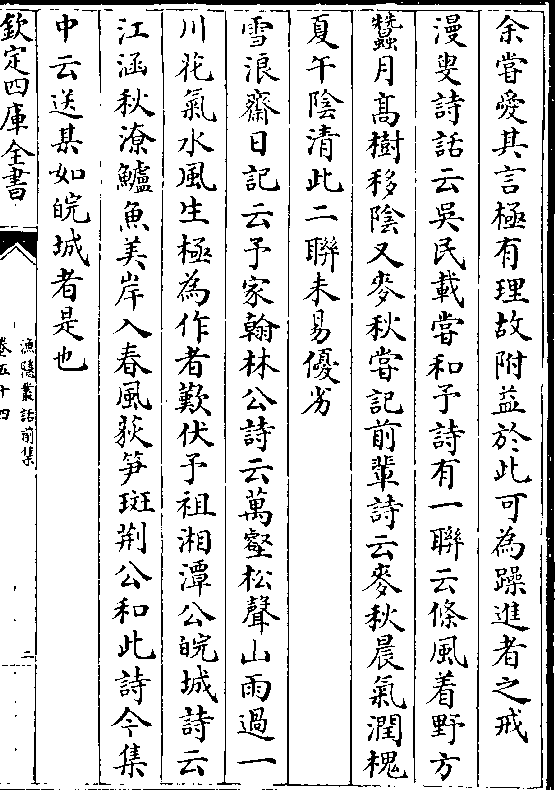 余嘗愛其言極有理故附益於此可為躁進者之戒
漫叟詩話云吳民載嘗和予詩有一聯云條風着野方
蠶月髙樹移陰又麥秋嘗記前輩詩云麥秋晨氣潤槐
夏午陰清此二聯未易優劣
雪浪齋日記云予家翰林公詩云萬壑松聲山雨過一
川花氣水風生極為作者歎伏予祖湘潭公皖城詩云
江涵秋潦鱸魚美岸入春風荻笋斑荆公和此詩今集
中云送某如皖城者是也
欽定四庫全書
漁隱叢話前集
卷五十四
二